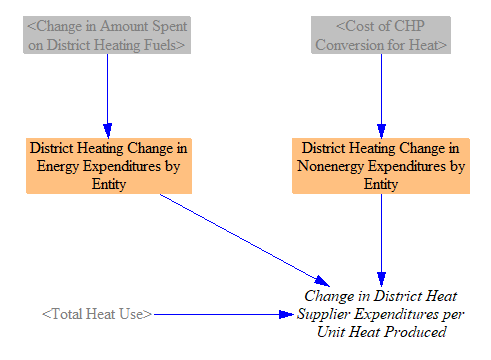 <Change in Amount Spent
on District Heating Fuels>
<Cost of CHP
Conversion for Heat>
District Heating Change in
Energy Expenditures by
Entity
District Heating Change in
Nonenergy Expenditures by
Entity
<Total Heat Use>
Change in District Heat
Supplier Expenditures per
Unit Heat Produced